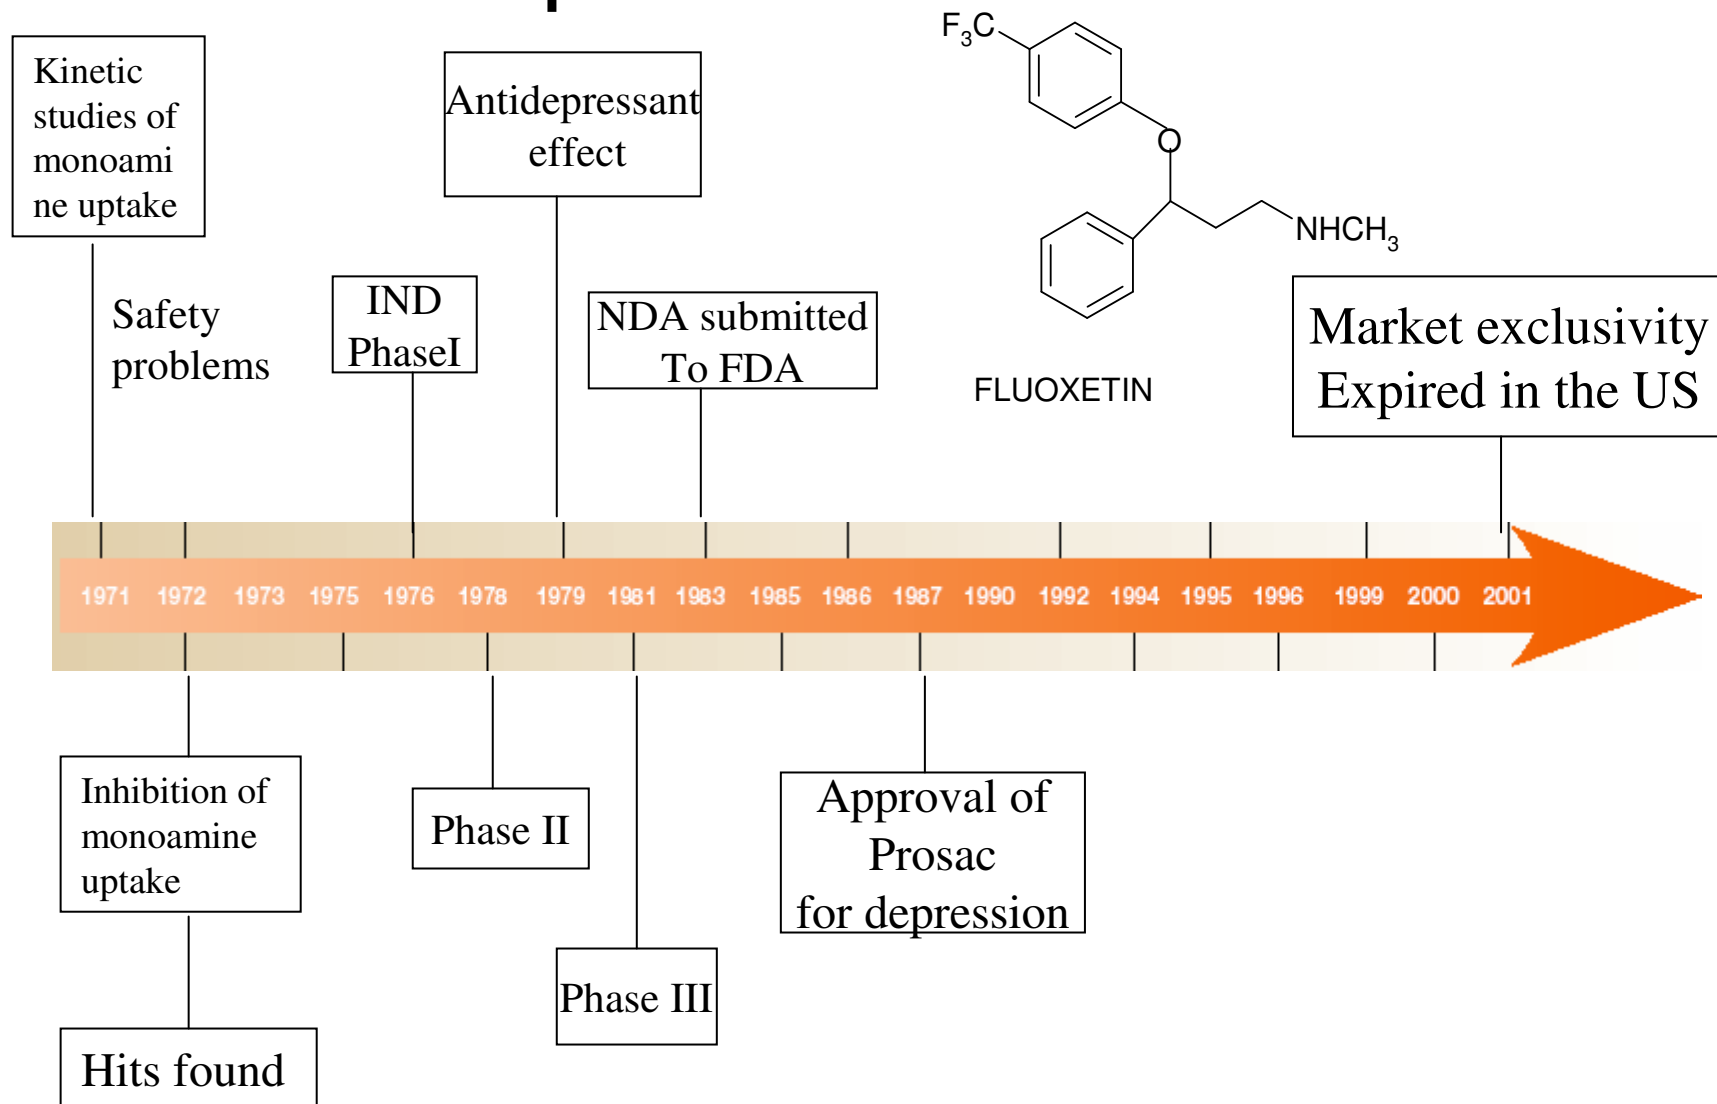 F3C
Kinetic
studies of
monoami
ne uptake
Antidepressant
effect
O
NHCH3
Safety
problems
IND
PhaseI
NDA submitted
To FDA
FLUOXETIN
Market exclusivity
Expired in the US
1971 1972 1973 1975 1976 1978 1979 1981 1983 1985 1986 1987 1990 1992 1994 1995 1996 1999 2000 2001
Inhibition of
monoamine
uptake
Phase II
Approval of
Prosac
for depression
Phase III
Hits found